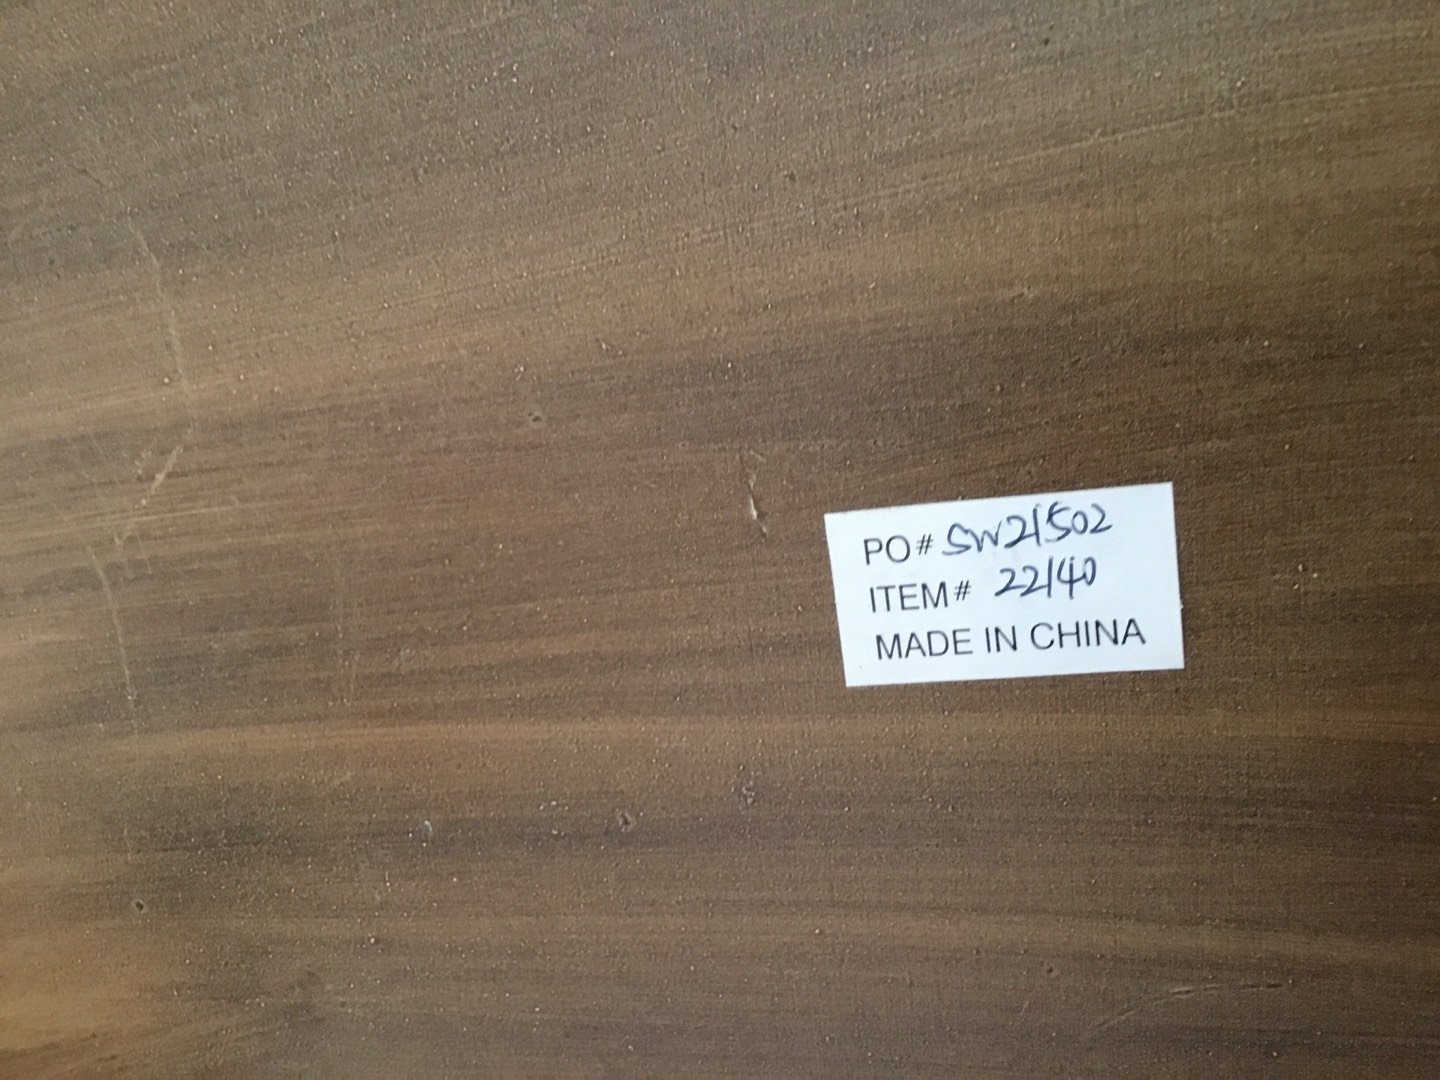 PO# SW21502
ITEM# 22140
MADE IN CHINA